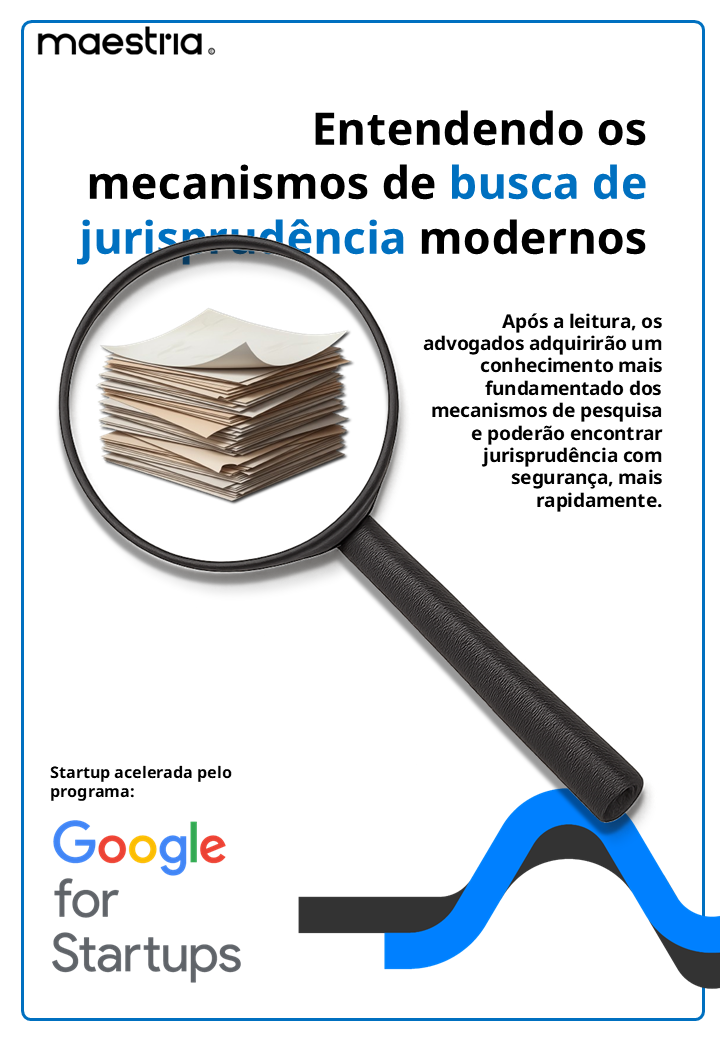 maestria®
Entendendo os
mecanismos de busca de
jurisprudência modernos
Após a leitura, os
advogados adquirirão um
conhecimento mais
fundamentado dos
mecanismos de pesquisa
e poderão encontrar
jurisprudência com
segurança, mais
rapidamente.
Startup acelerada pelo
programa:
Google
for
Startups